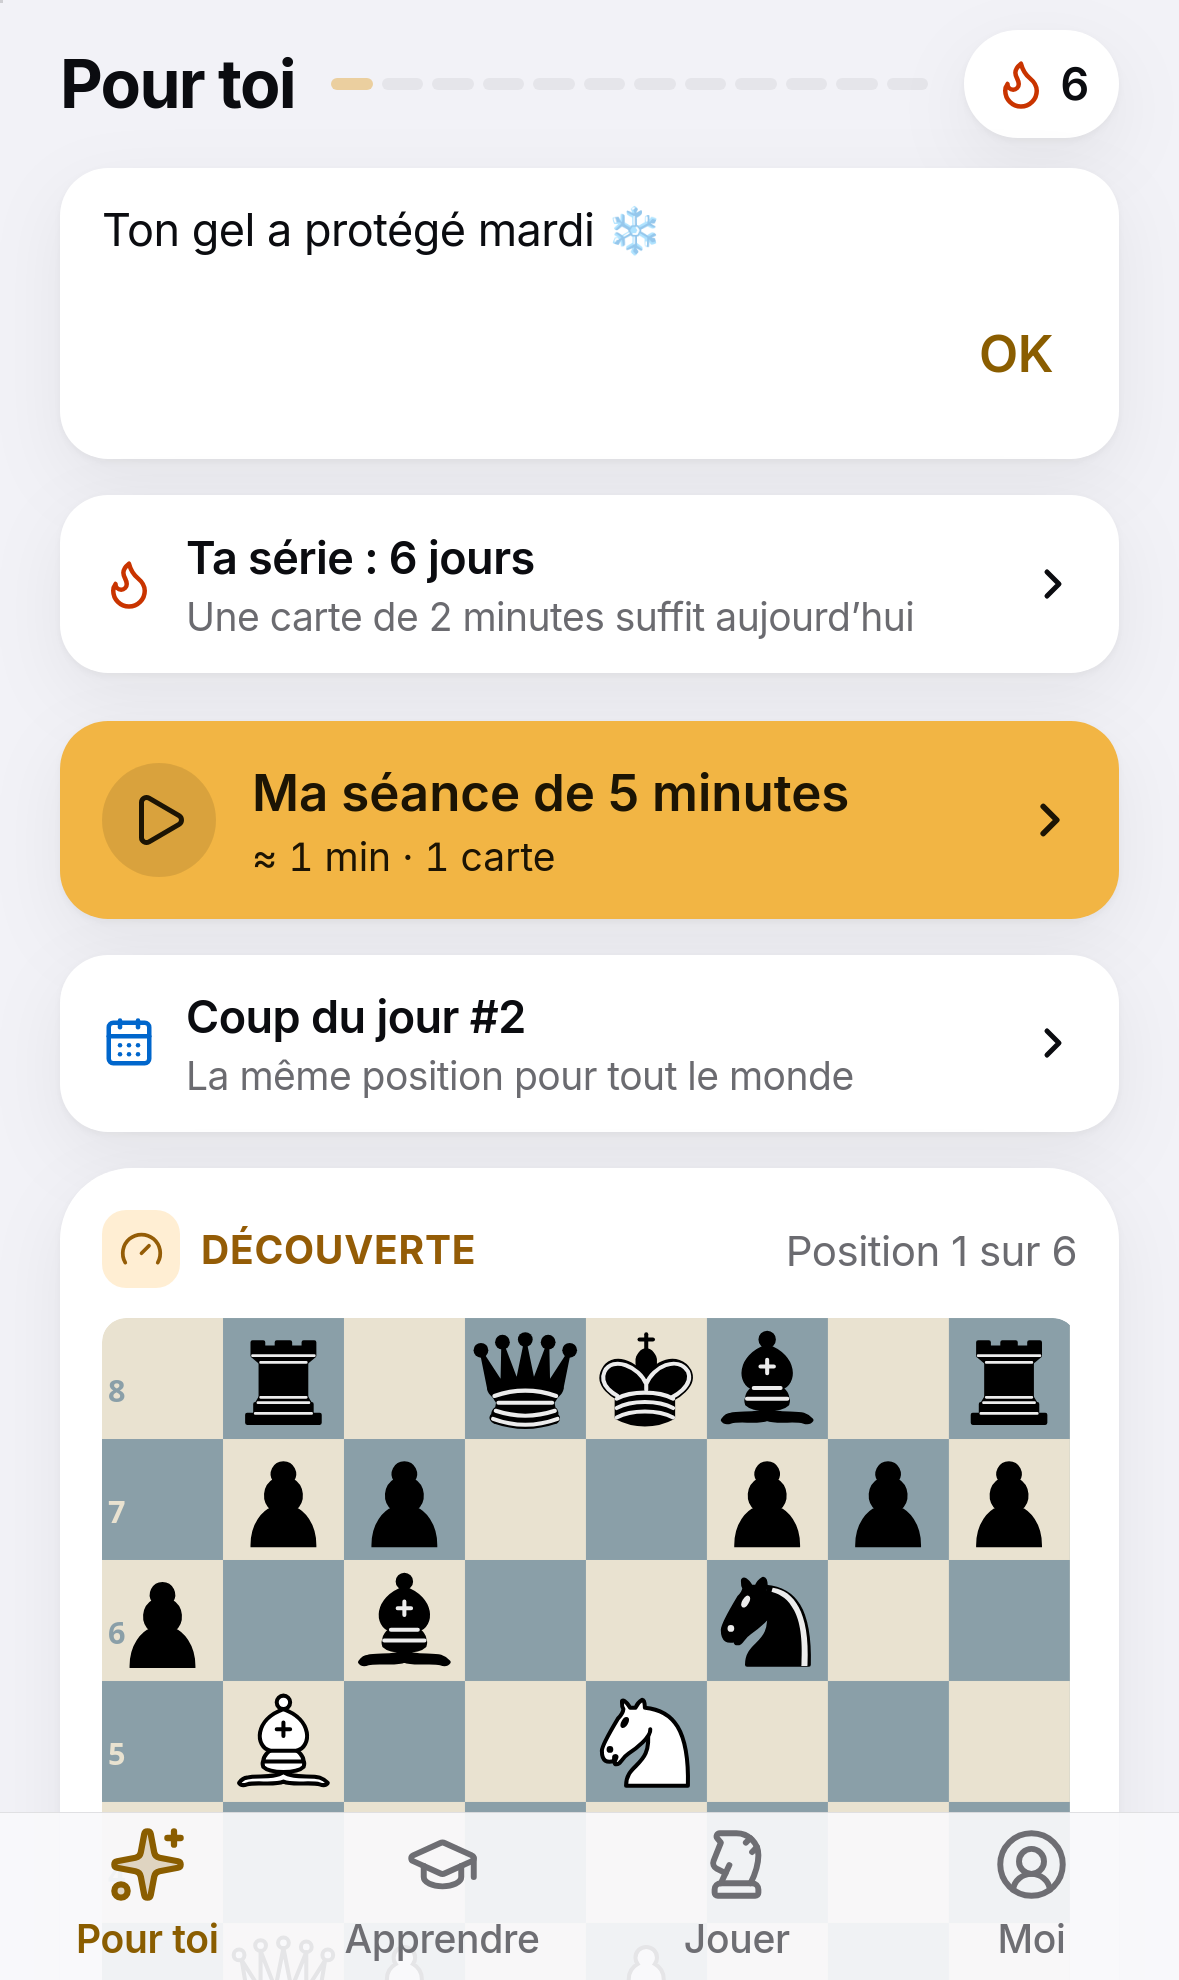 Pour toi
6
Ton gel a protégé mardi ❄️
OK
Ta série : 6 jours
Une carte de 2 minutes suffit aujourd’hui
Ma séance de 5 minutes
≈ 1 min · 1 carte
Coup du jour #2
La même position pour tout le monde
DÉCOUVERTE
Position 1 sur 6
8
7
6
5
Pour toi
Apprendre
Jouer
Moi